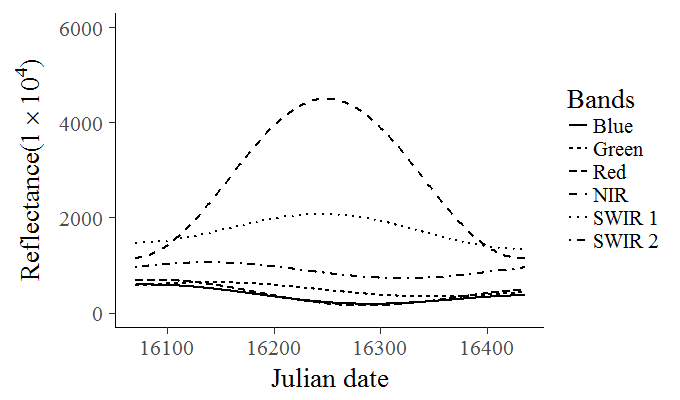 6000
4000
2000
0
Reflectance(1 × 10⁴)
16100 16200 16300 16400
Julian date
Bands
Blue
Green
Red
NIR
SWIR 1
SWIR 2